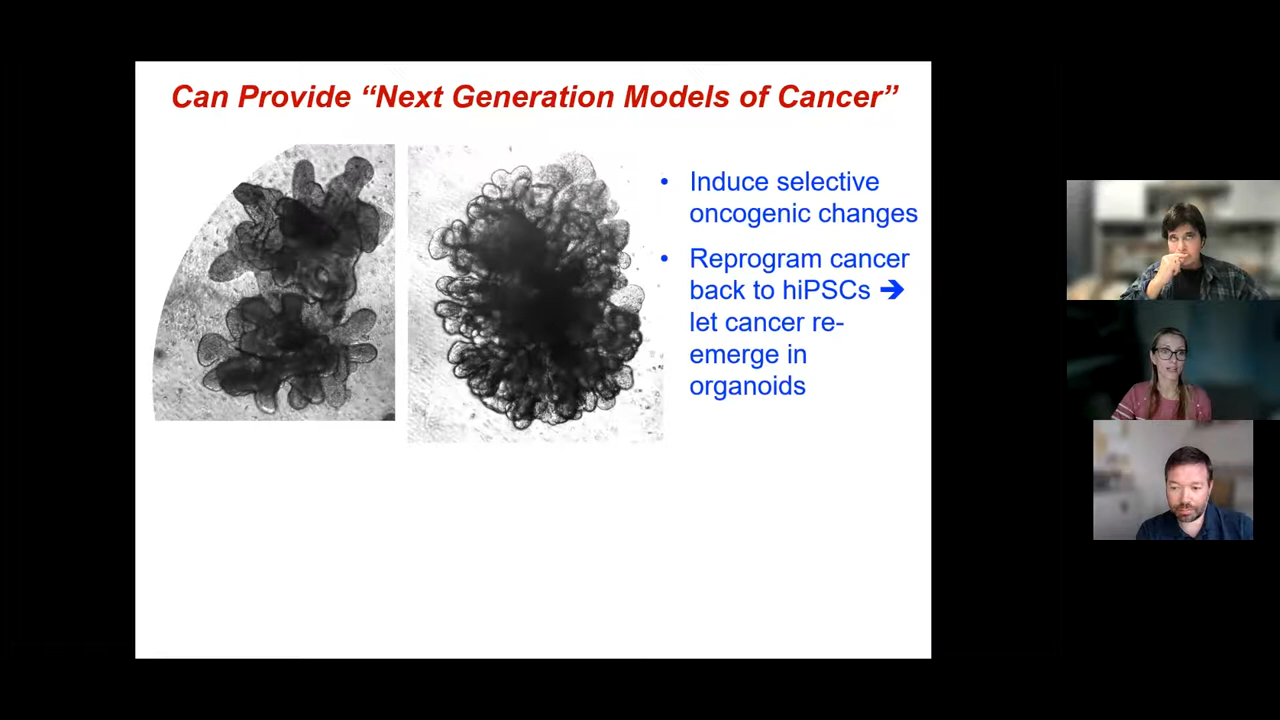 Can Provide “Next Generation Models of Cancer”
• Induce selective
oncogenic changes
• Reprogram cancer
back to hiPSCs ➔
let cancer re-
emerge in
organoids